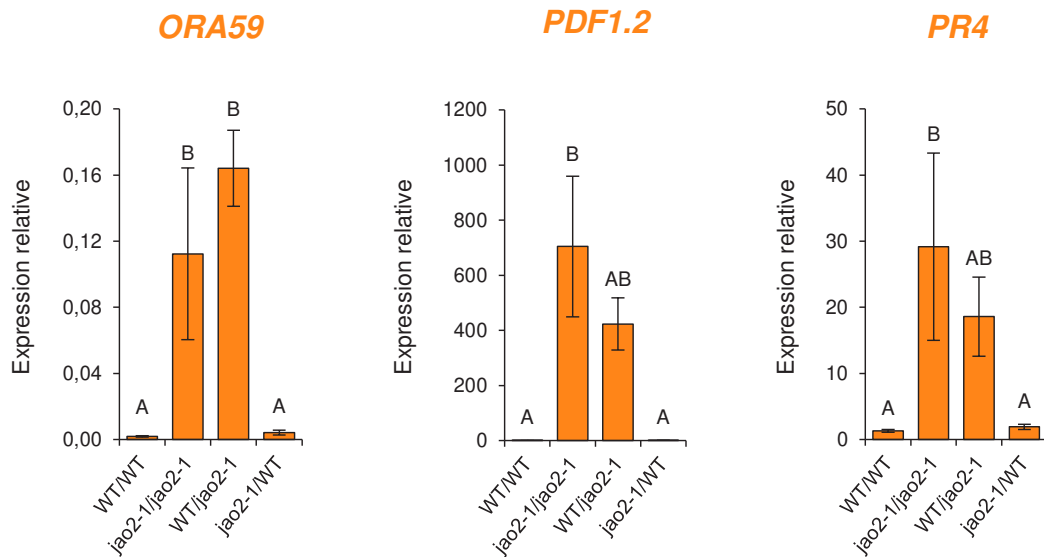 ORA59
Expression relative
0,20
0,16
0,12
0,08
0,04
0,00
A
B
B
A
WT/WT
jao2-1/jao2-1
WT/jao2-1
jao2-1/WT
PDF1.2
Expression relative
1200
1000
800
600
400
200
0
A
B
AB
A
WT/WT
jao2-1/jao2-1
WT/jao2-1
jao2-1/WT
PR4
Expression relative
50
40
30
20
10
0
A
B
AB
A
WT/WT
jao2-1/jao2-1
WT/jao2-1
jao2-1/WT